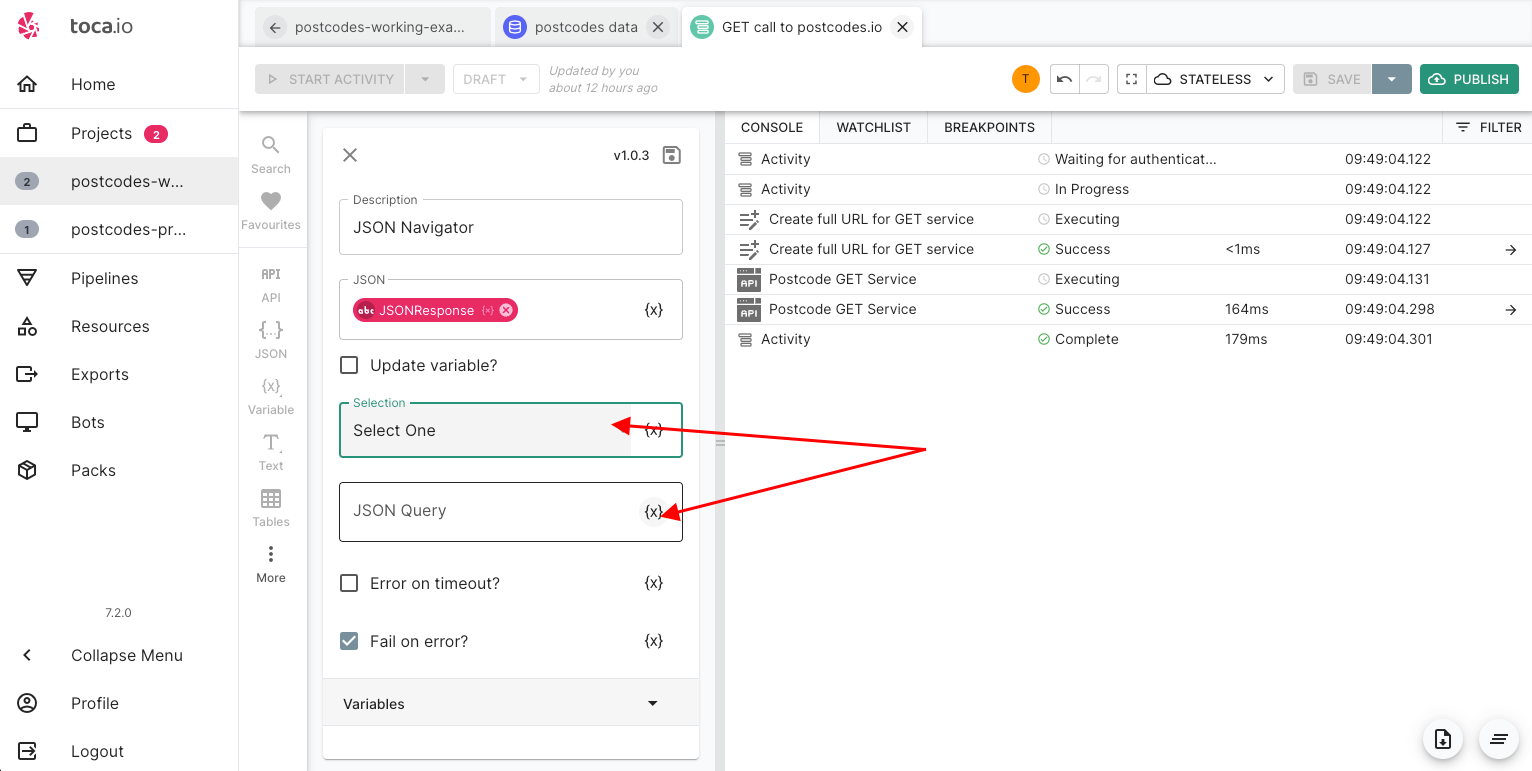 toca.io
Home
Projects 2
2 postcodes-w...
1 postcodes-pr...
Pipelines
Resources
Exports
Bots
Packs
7.2.0
Collapse Menu
Profile
Logout
postcodes-working-exa...
postcodes data
GET call to postcodes.io
START ACTIVITY
DRAFT
Updated by you
about 12 hours ago
T
STATELESS
SAVE
PUBLISH
Search
Favourites
API
API
{...}
JSON
{x}
Variable
T
Text
Tables
More
v1.0.3
Description
JSON Navigator
JSON
abc JSONResponse {x}
{x}
Update variable?
Selection
Select One
{x}
JSON Query
{x}
Error on timeout?
{x}
Fail on error?
{x}
Variables
CONSOLE
WATCHLIST
BREAKPOINTS
FILTER
Activity Waiting for authenticat... 09:49:04.122
Activity In Progress 09:49:04.122
Create full URL for GET service Executing 09:49:04.122
Create full URL for GET service Success <1ms 09:49:04.127
API Postcode GET Service Executing 09:49:04.131
API Postcode GET Service Success 164ms 09:49:04.298
Activity Complete 179ms 09:49:04.301